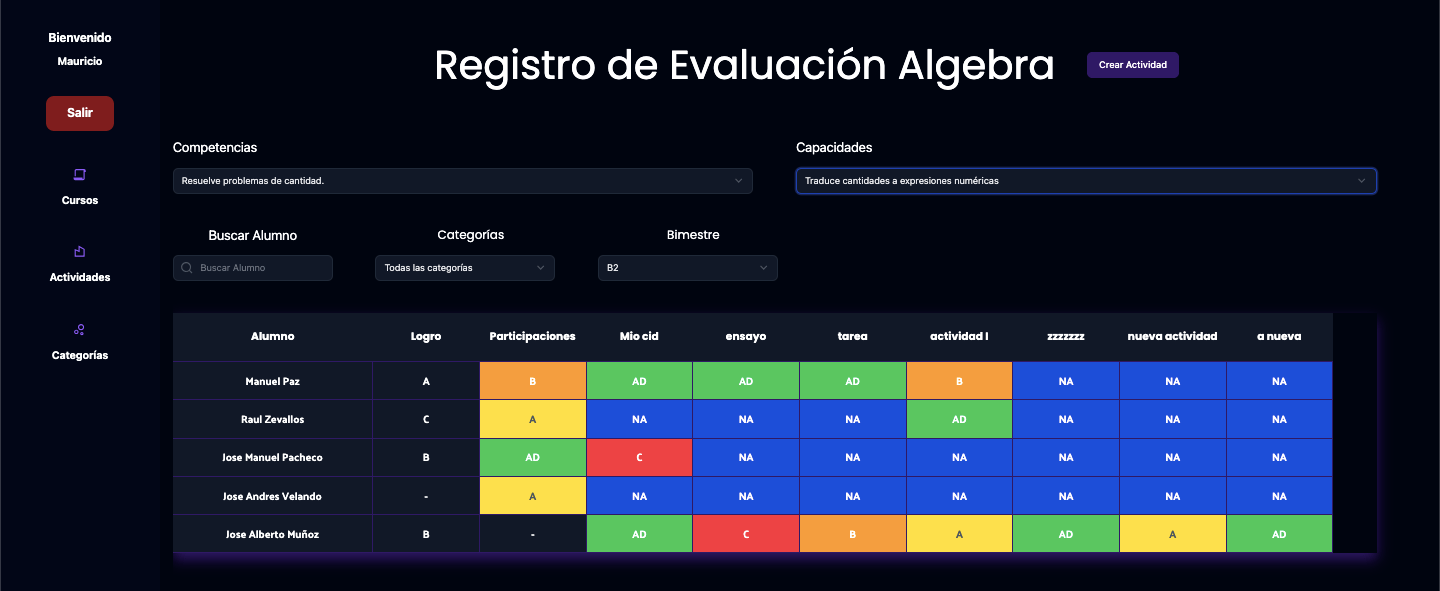 Bienvenido
Mauricio
Salir
Cursos
Actividades
Categorías
Registro de Evaluación Algebra
Crear Actividad
Competencias
Capacidades
Resuelve problemas de cantidad.
Traduce cantidades a expresiones numéricas
Buscar Alumno
Categorías
Bimestre
Buscar Alumno
Todas las categorías
B2
Alumno Logro Participaciones Mio cid ensayo tarea actividad 1 zzzzzzz nueva actividad a nueva
Manuel Paz A B AD AD AD B NA NA NA
Raul Zevallos C A NA NA NA AD NA NA NA
Jose Manuel Pacheco B AD C NA NA NA NA NA NA
Jose Andres Velando - A NA NA NA NA NA NA NA
Jose Alberto Muñoz B - AD C B A AD A AD